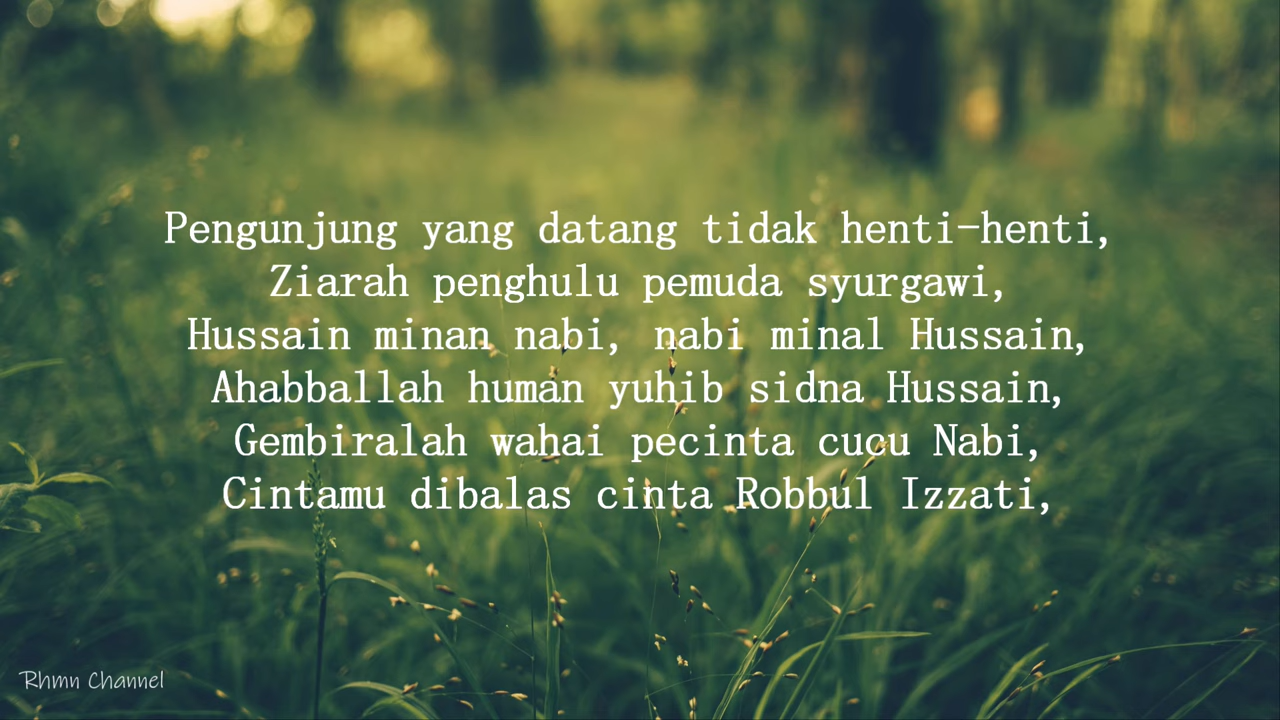 Pengunjung yang datang tidak henti-henti,
Ziarah penghulu pemuda syurgawi,
Hussain minan nabi, nabi minal Hussain,
Ahabballah human yuhib sidna Hussain,
Gembiralah wahai pecinta cucu Nabi,
Cintamu dibalas cinta Robbul Izzati,
Rhmn Channel